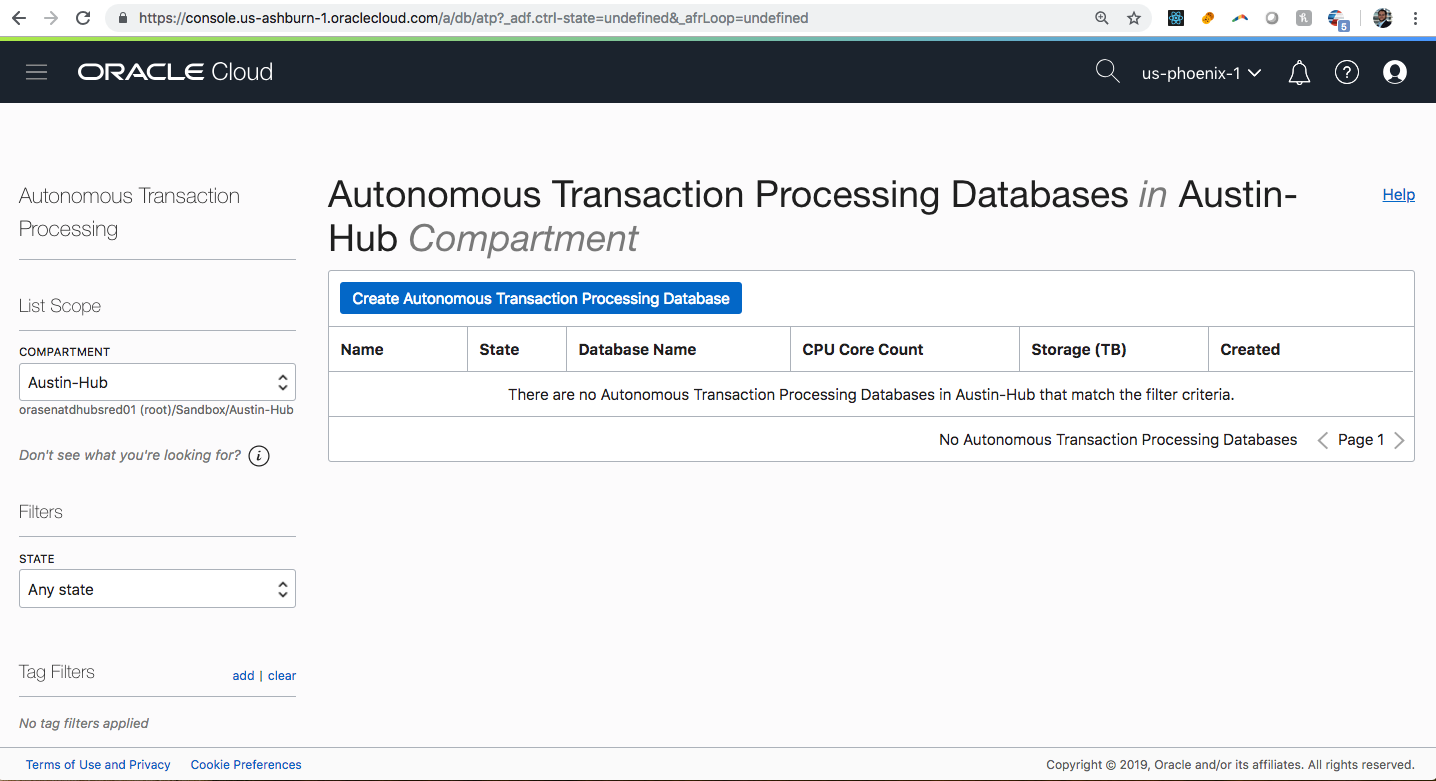 https://console.us-ashburn-1.oraclecloud.com/a/db/atp?_adf.ctrl-state=undefined&_afrLoop=undefined
5
ORACLE Cloud
us-phoenix-1
Autonomous Transaction
Processing
List Scope
COMPARTMENT
Austin-Hub
orasenatdhubsred01 (root)/Sandbox/Austin-Hub
Don't see what you're looking for? i
Filters
STATE
Any state
Tag Filters
add | clear
No tag filters applied
Autonomous Transaction Processing Databases in Austin-
Hub Compartment
Help
Create Autonomous Transaction Processing Database
Name State Database Name CPU Core Count Storage (TB) Created
There are no Autonomous Transaction Processing Databases in Austin-Hub that match the filter criteria.
No Autonomous Transaction Processing Databases < Page 1 >
Terms of Use and Privacy Cookie Preferences
Copyright © 2019, Oracle and/or its affiliates. All rights reserved.